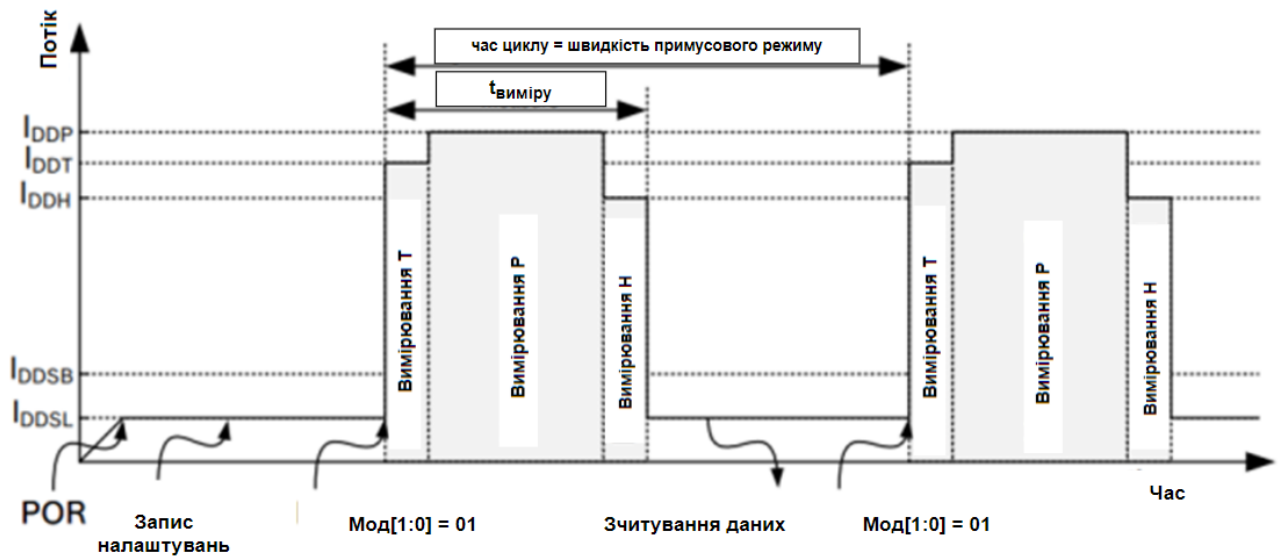 Потік
час циклу = швидкість примусового режиму
tвиміру
IDDP
IDDT
IDDH
IDDSB
IDDSL
Вимірювання T
Вимірювання P
Вимірювання H
Вимірювання T
Вимірювання P
Вимірювання H
Час
POR
Запис
налаштувань
Мод[1:0] = 01
Зчитування даних
Мод[1:0] = 01